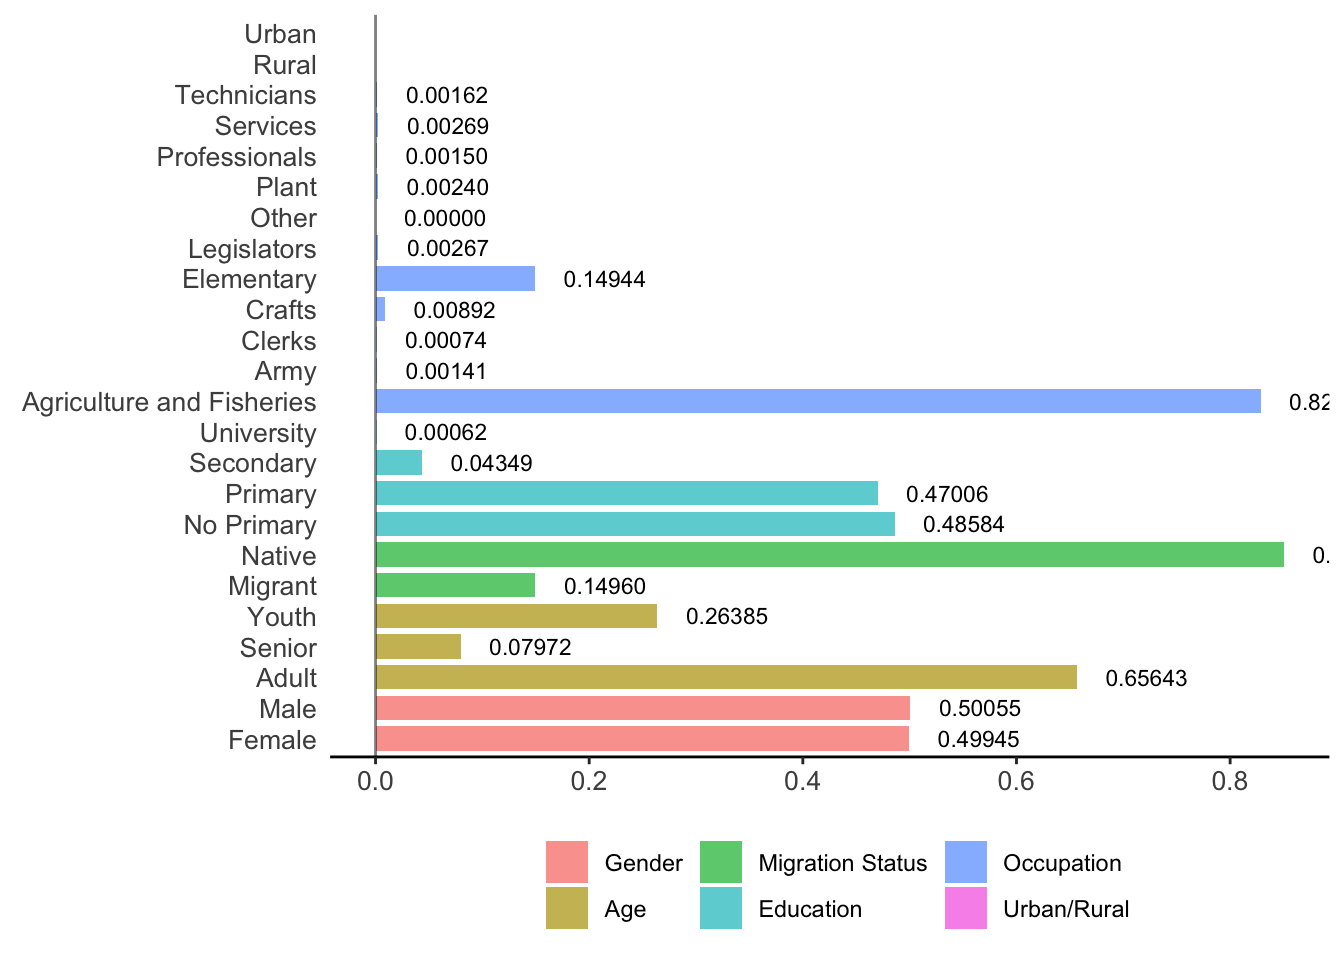 Urban
Rural
Technicians 0.00162
Services 0.00269
Professionals 0.00150
Plant 0.00240
Other 0.00000
Legislators 0.00267
Elementary 0.14944
Crafts 0.00892
Clerks 0.00074
Army 0.00141
Agriculture and Fisheries 0.82
University 0.00062
Secondary 0.04349
Primary 0.47006
No Primary 0.48584
Native 0.
Migrant 0.14960
Youth 0.26385
Senior 0.07972
Adult 0.65643
Male 0.50055
Female 0.49945
0.0 0.2 0.4 0.6 0.8
Gender Migration Status Occupation
Age Education Urban/Rural